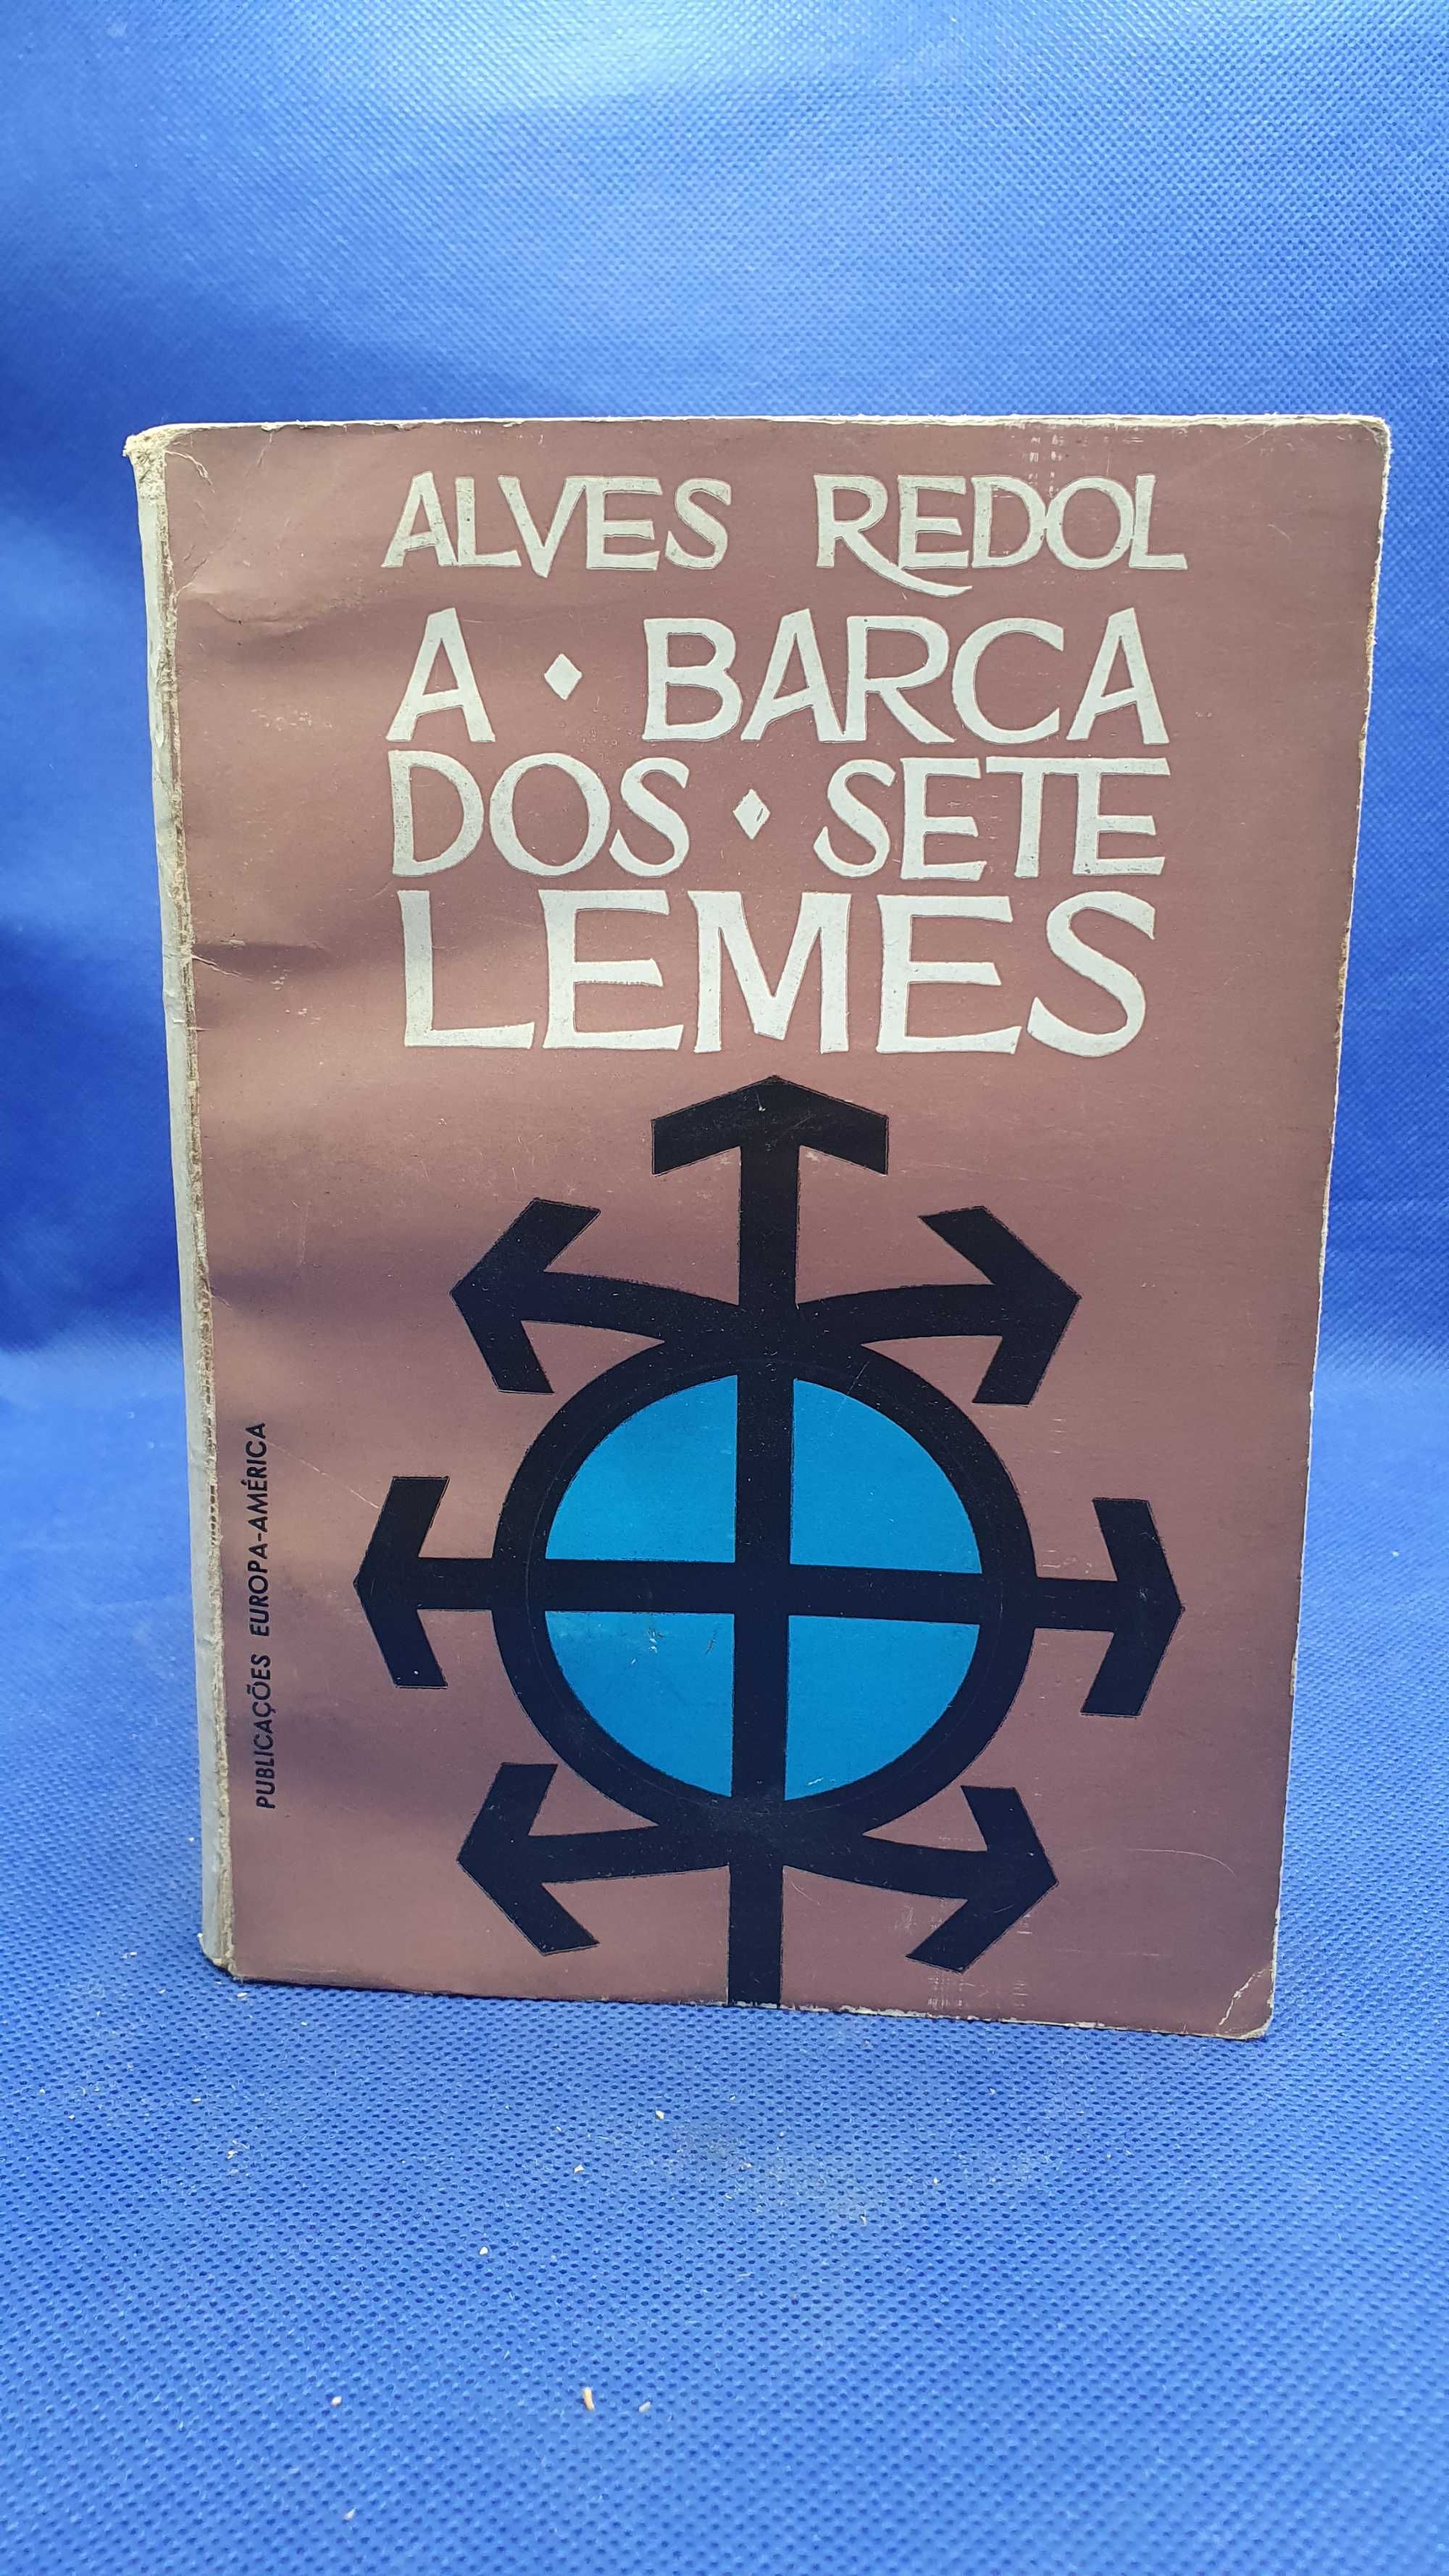 ALVES REDOL
A ⬥ BARCA
DOS ⬥ SETE
LEMES
PUBLICAÇÕES EUROPA-AMÉRICA